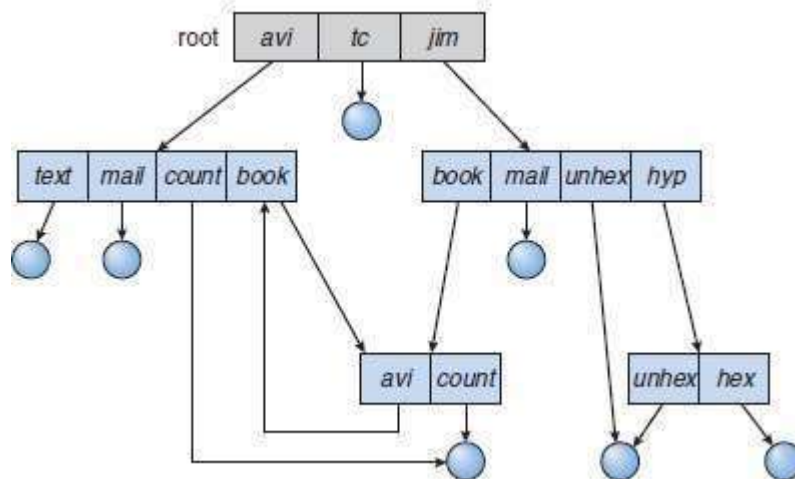 root avi tc jim
text mail count book book mail unhex hyp
avi count unhex hex